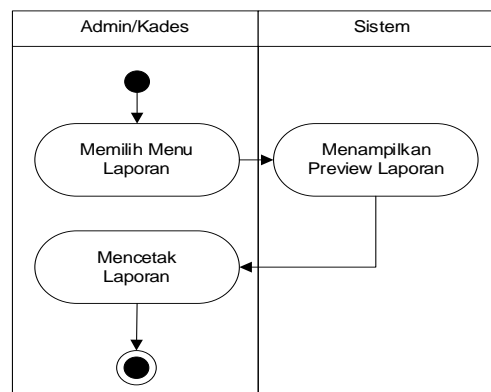 Admin/Kades
Sistem
Memilih Menu
Laporan
Menampilkan
Preview Laporan
Mencetak
Laporan